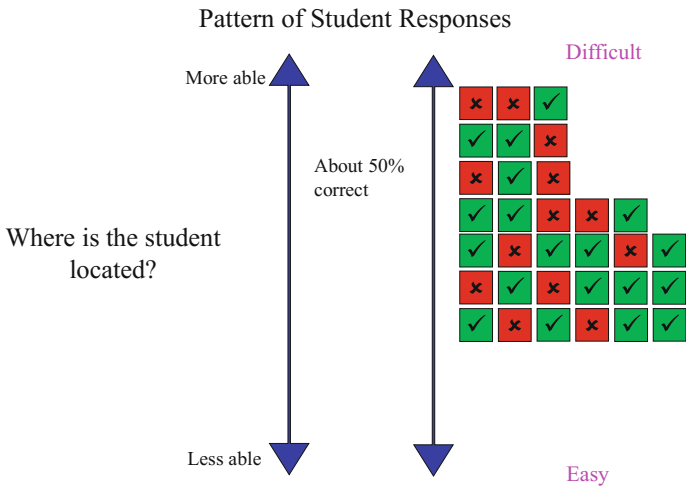 Pattern of Student Responses
Difficult
More able
About 50%
correct
Where is the student
located?
Less able
Easy